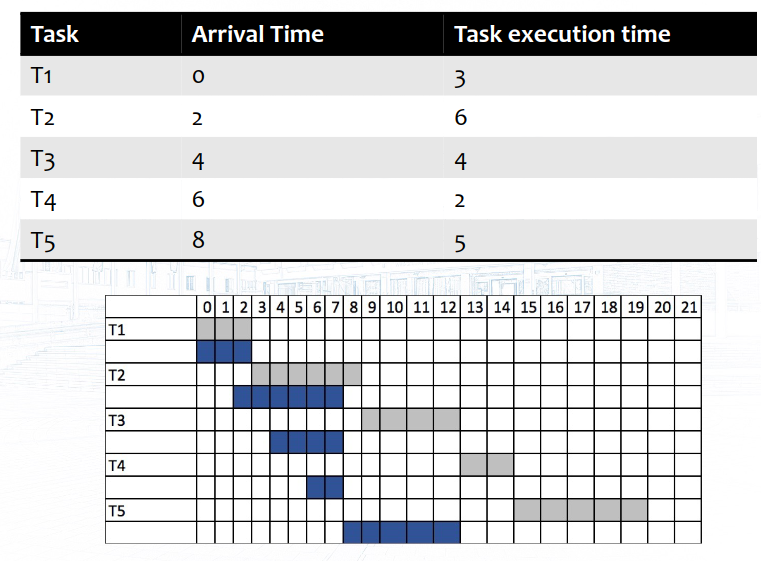 Task Arrival Time Task execution time
T1 0 3
T2 2 6
T3 4 4
T4 6 2
T5 8 5
0 1 2 3 4 5 6 7 8 9 10 11 12 13 14 15 16 17 18 19 20 21
T1
T2
T3
T4
T5